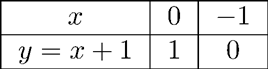 x 0 −1
y = x + 1 1 0